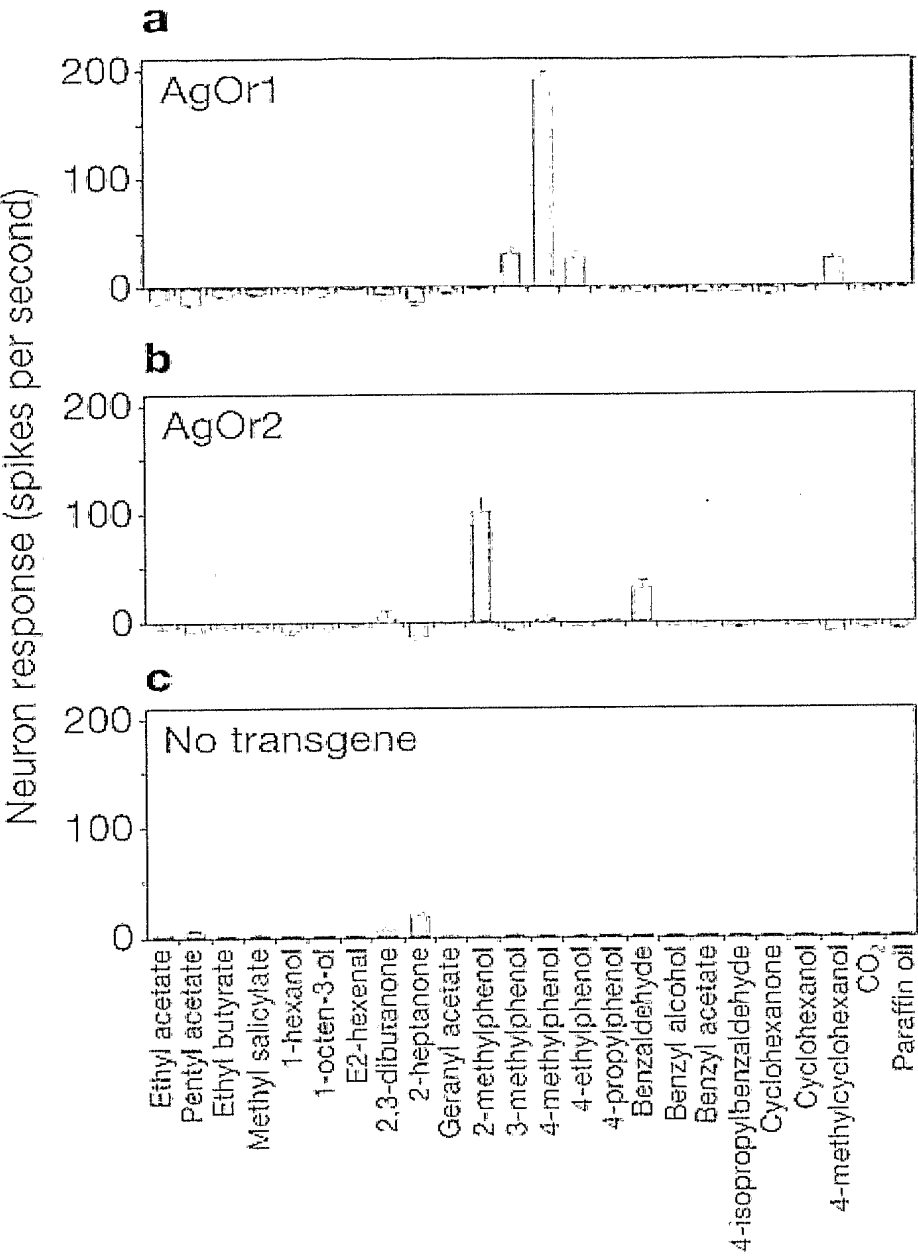 a
AgOr1
200
100
0
Neuron response (spikes per second)
b
AgOr2
200
100
0
c
No transgene
200
100
0
Ethyl acetate
Pentyl acetate
Ethyl butyrate
Methyl salicylate
1-hexanol
1-octen-3-ol
E2-hexenal
2,3-dibutanone
2-heptanone
Geranyl acetate
2-methylphenol
3-methylphenol
4-methylphenol
4-ethylphenol
4-propylphenol
Benzaldehyde
Benzyl alcohol
Benzyl acetate
4-isopropylbenzaldehyde
Cyclohexanone
Cyclohexanol
4-methylcyclohexanol
CO₂
Paraffin oil